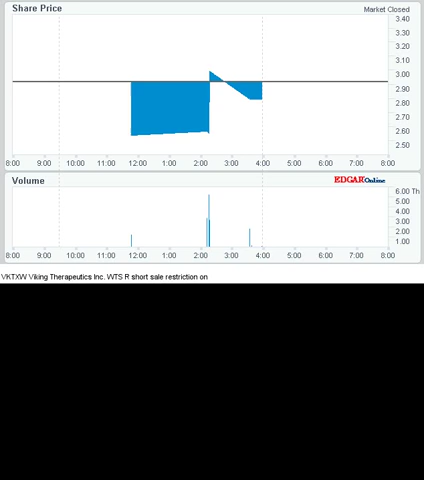 Share Price
Market Closed
3.40
3.30
3.20
3.10
3.00
2.90
2.80
2.70
2.60
2.50
8:00 9:00 10:00 11:00 12:00 1:00 2:00 3:00 4:00 5:00 6:00 7:00 8:00
Volume
EDGAR Online
6.00 Th
5.00
4.00
3.00
2.00
1.00
8:00 9:00 10:00 11:00 12:00 1:00 2:00 3:00 4:00 5:00 6:00 7:00 8:00
VKTXW Viking Therapeutics Inc. WTS R short sale restriction on